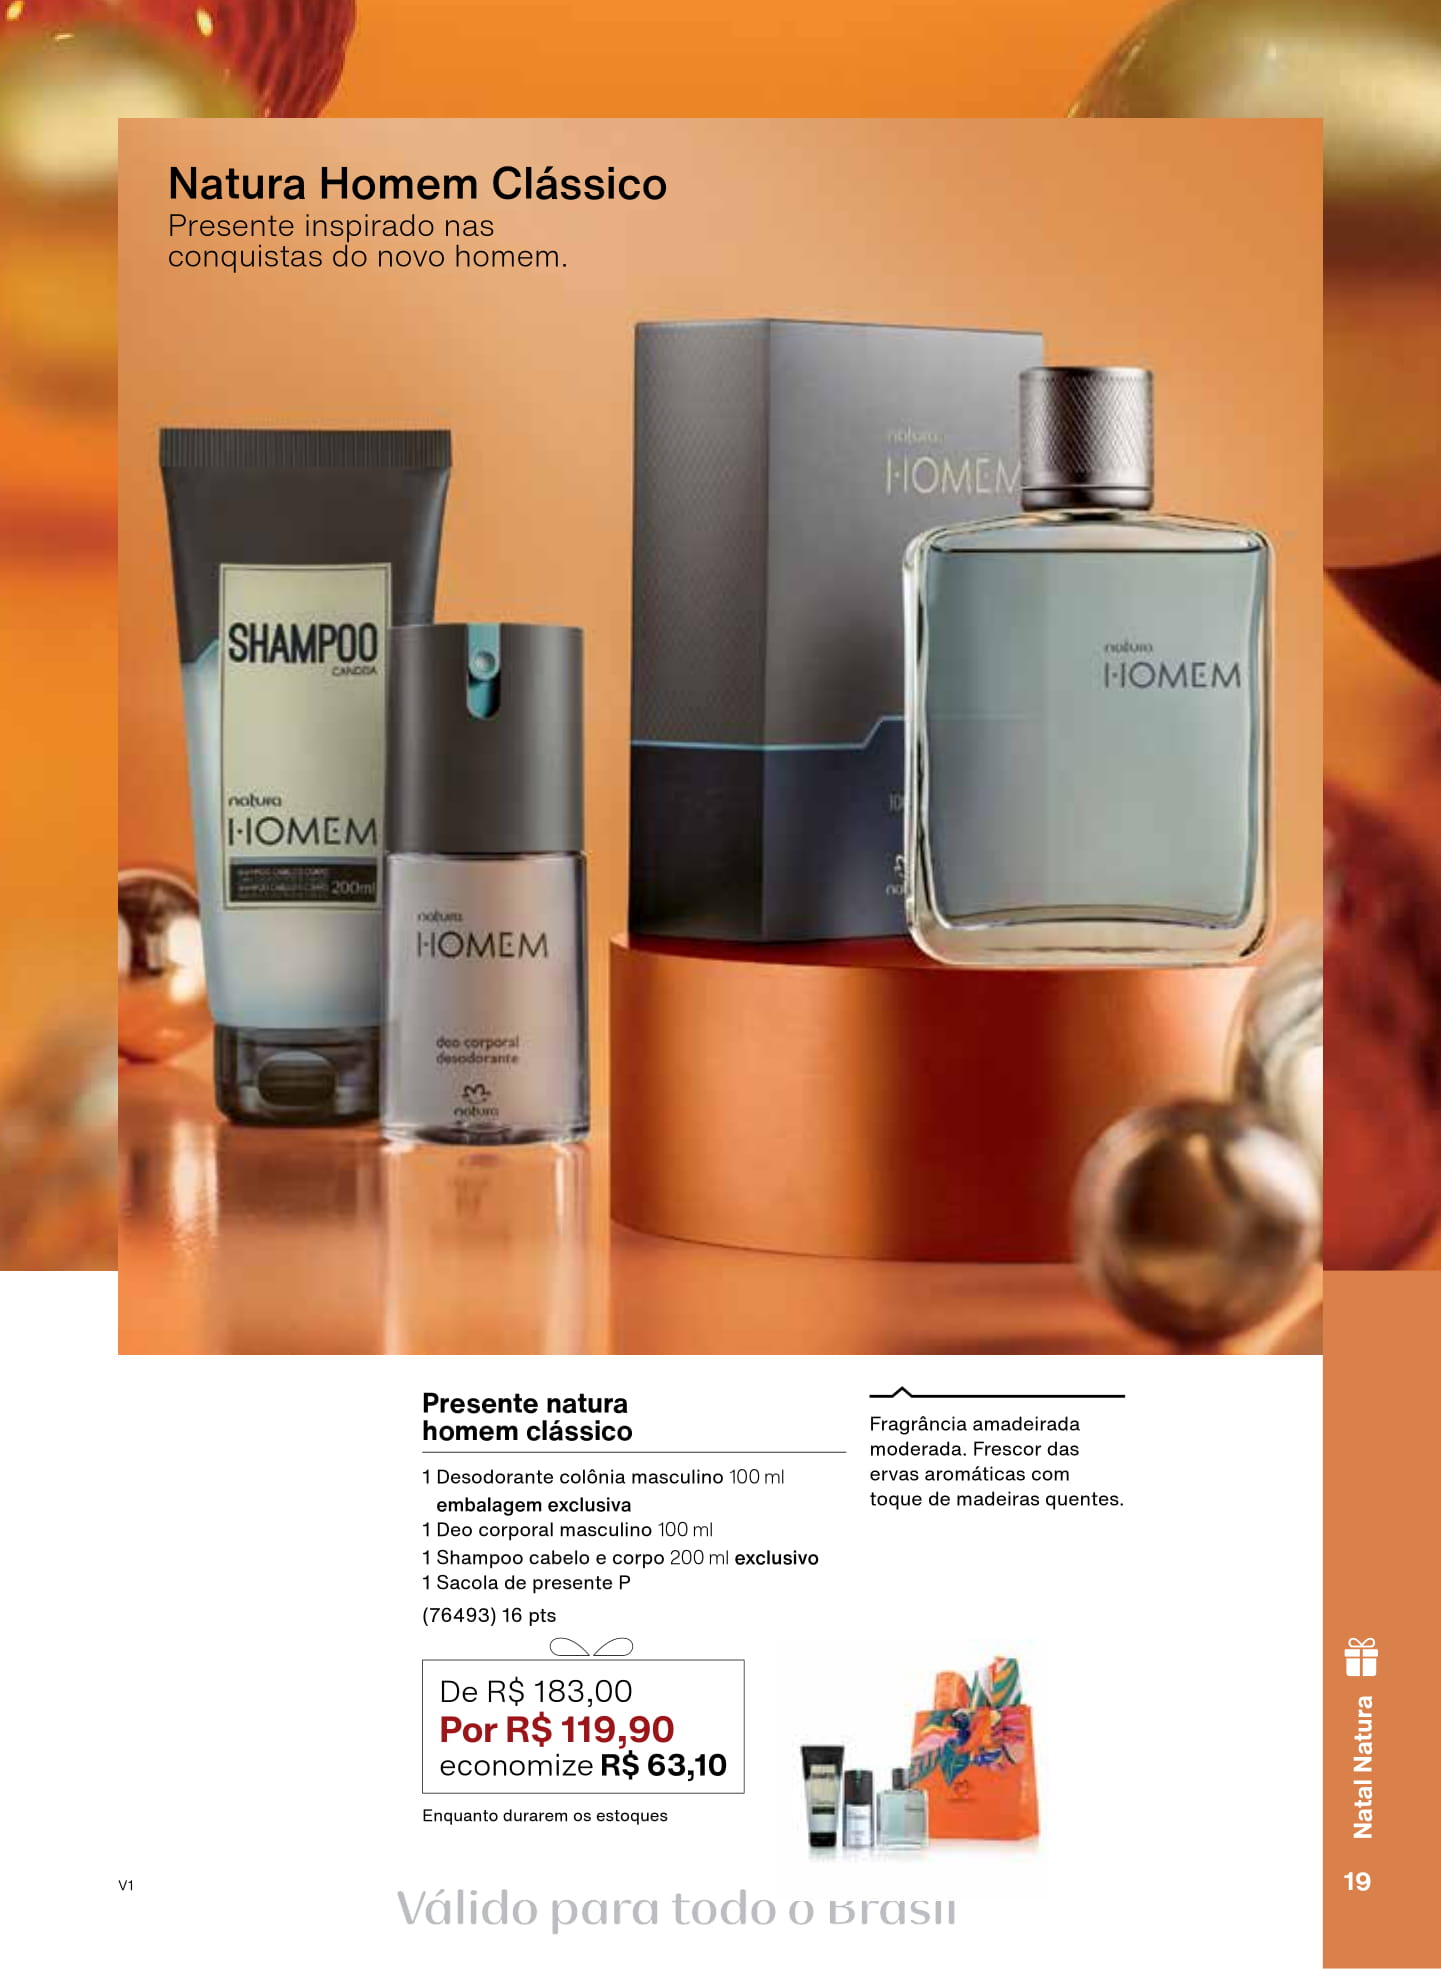 Natura Homem Clássico
Presente inspirado nas
conquistas do novo homem.
natura
HOMEM
natura
HOMEM
SHAMPOO
CANDEIA
natura
HOMEM
200ml
natura
HOMEM
deo corporal
desodorante
natura
Presente natura
homem clássico
1 Desodorante colônia masculino 100 ml
embalagem exclusiva
1 Deo corporal masculino 100 ml
1 Shampoo cabelo e corpo 200 ml exclusivo
1 Sacola de presente P
(76493) 16 pts
De R$ 183,00
Por R$ 119,90
economize R$ 63,10
Enquanto durarem os estoques
Fragrância amadeirada
moderada. Frescor das
ervas aromáticas com
toque de madeiras quentes.
Natal Natura
19
V1
Válido para todo o Brasil